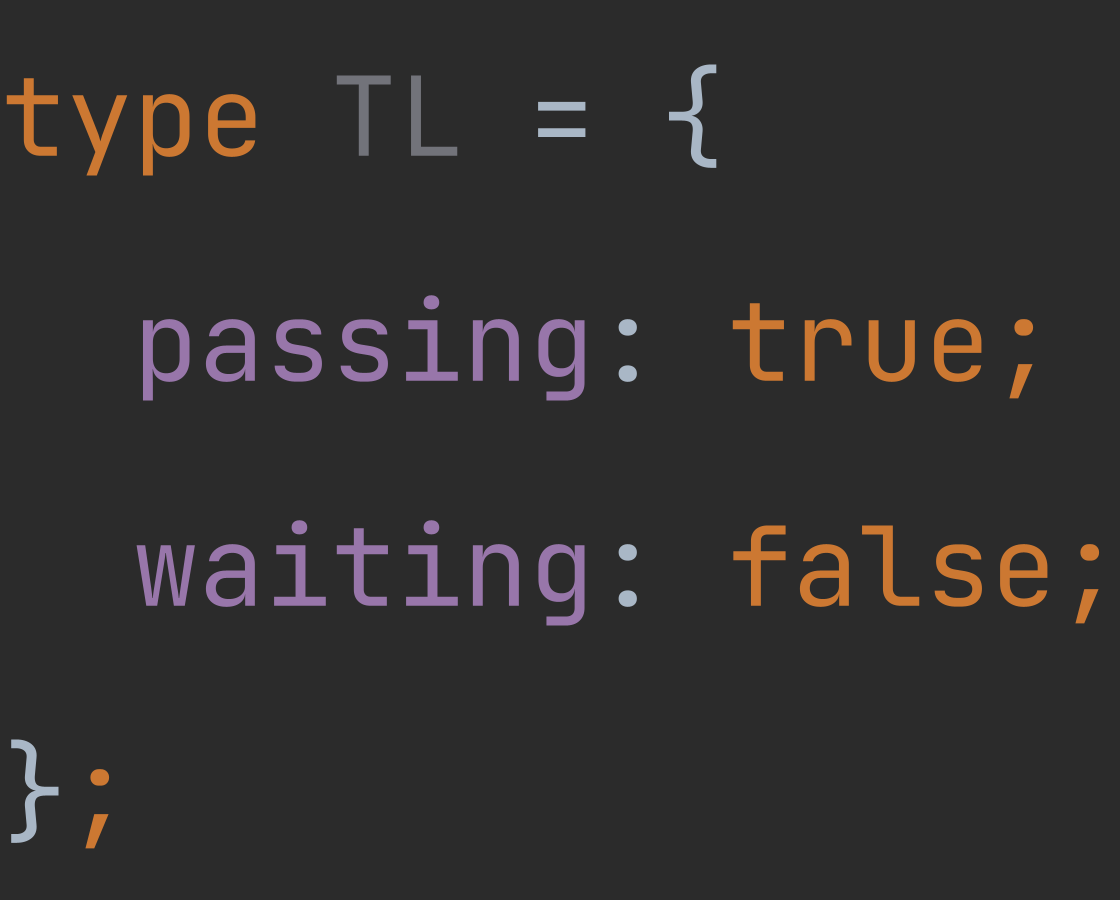 type TL = {
  passing: true;
  waiting: false;
};